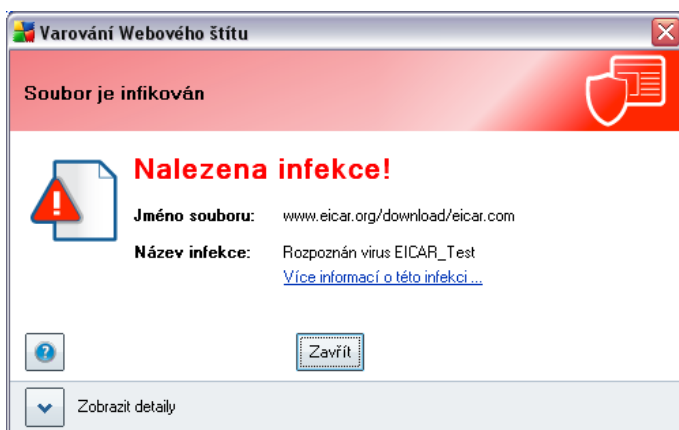 Varování Webového štítu
Soubor je infikován
Nalezena infekce!
Jméno souboru: www.eicar.org/download/eicar.com
Název infekce: Rozpoznán virus EICAR_Test
Více informací o této infekci ...
Zavřít
Zobrazit detaily